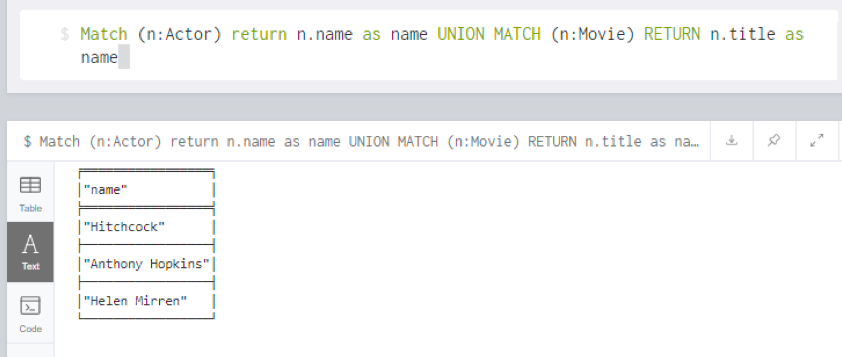 $ Match (n:Actor) return n.name as name UNION MATCH (n:Movie) RETURN n.title as
name
$ Match (n:Actor) return n.name as name UNION MATCH (n:Movie) RETURN n.title as na…
Table
A
Text
Code
"name"
"Hitchcock"
"Anthony Hopkins"
"Helen Mirren"